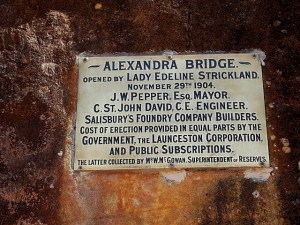 — ALEXANDRA BRIDGE. —
OPENED BY LADY EDELINE STRICKLAND.
NOVEMBER 29TH 1904.
J.W. PEPPER, ESQ. MAYOR.
C. ST. JOHN DAVID, C.E. ENGINEER.
SALISBURY'S FOUNDRY COMPANY BUILDERS.
COST OF ERECTION PROVIDED IN EQUAL PARTS BY THE
GOVERNMENT, THE LAUNCESTON CORPORATION,
AND PUBLIC SUBSCRIPTIONS.
THE LATTER COLLECTED BY MR W. MCGOWAN. SUPERINTENDENT OF RESERVES.